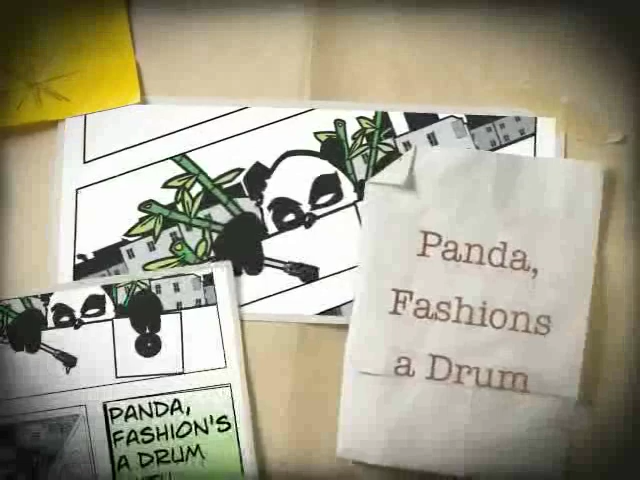 Panda,
Fashions
a Drum
PANDA,
FASHION'S
A DRUM